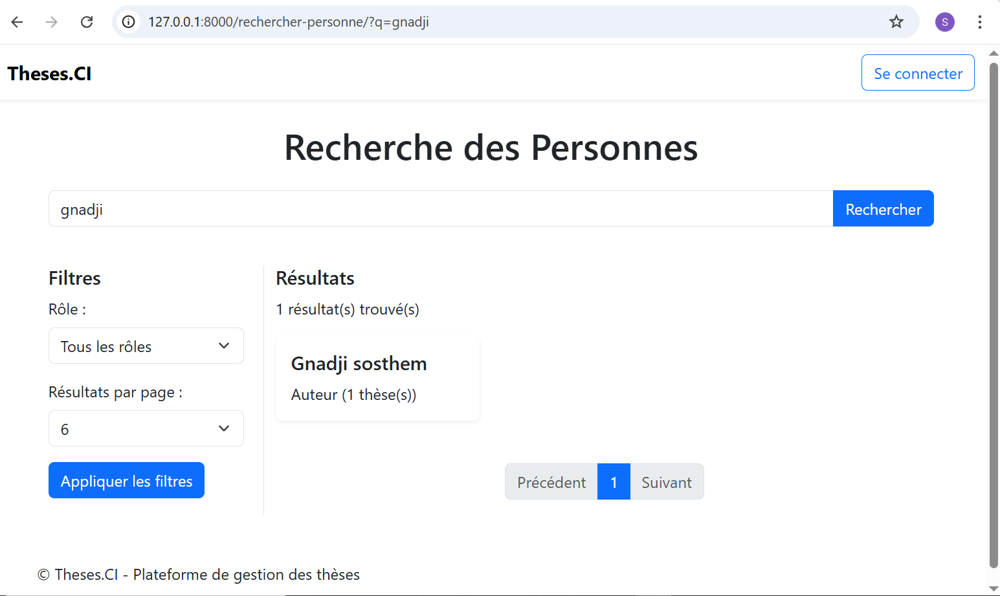 127.0.0.1:8000/rechercher-personne/?q=gnadji
S
Theses.CI
Se connecter
Recherche des Personnes
gnadji
Rechercher
Filtres
Rôle :
Tous les rôles
Résultats par page :
6
Appliquer les filtres
Résultats
1 résultat(s) trouvé(s)
Gnadji sosthem
Auteur (1 thèse(s))
Précédent 1 Suivant
© Theses.CI - Plateforme de gestion des thèses